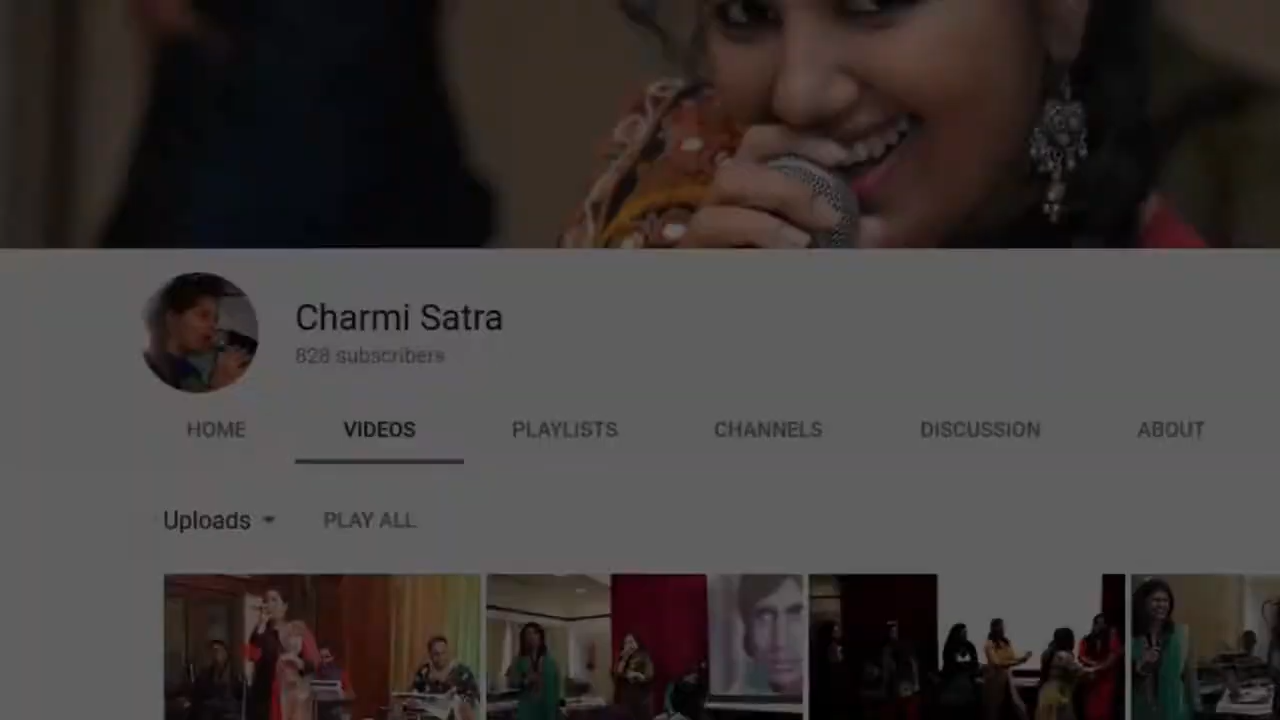 Charmi Satra
828 subscribers
HOME VIDEOS PLAYLISTS CHANNELS DISCUSSION ABOUT
Uploads PLAY ALL